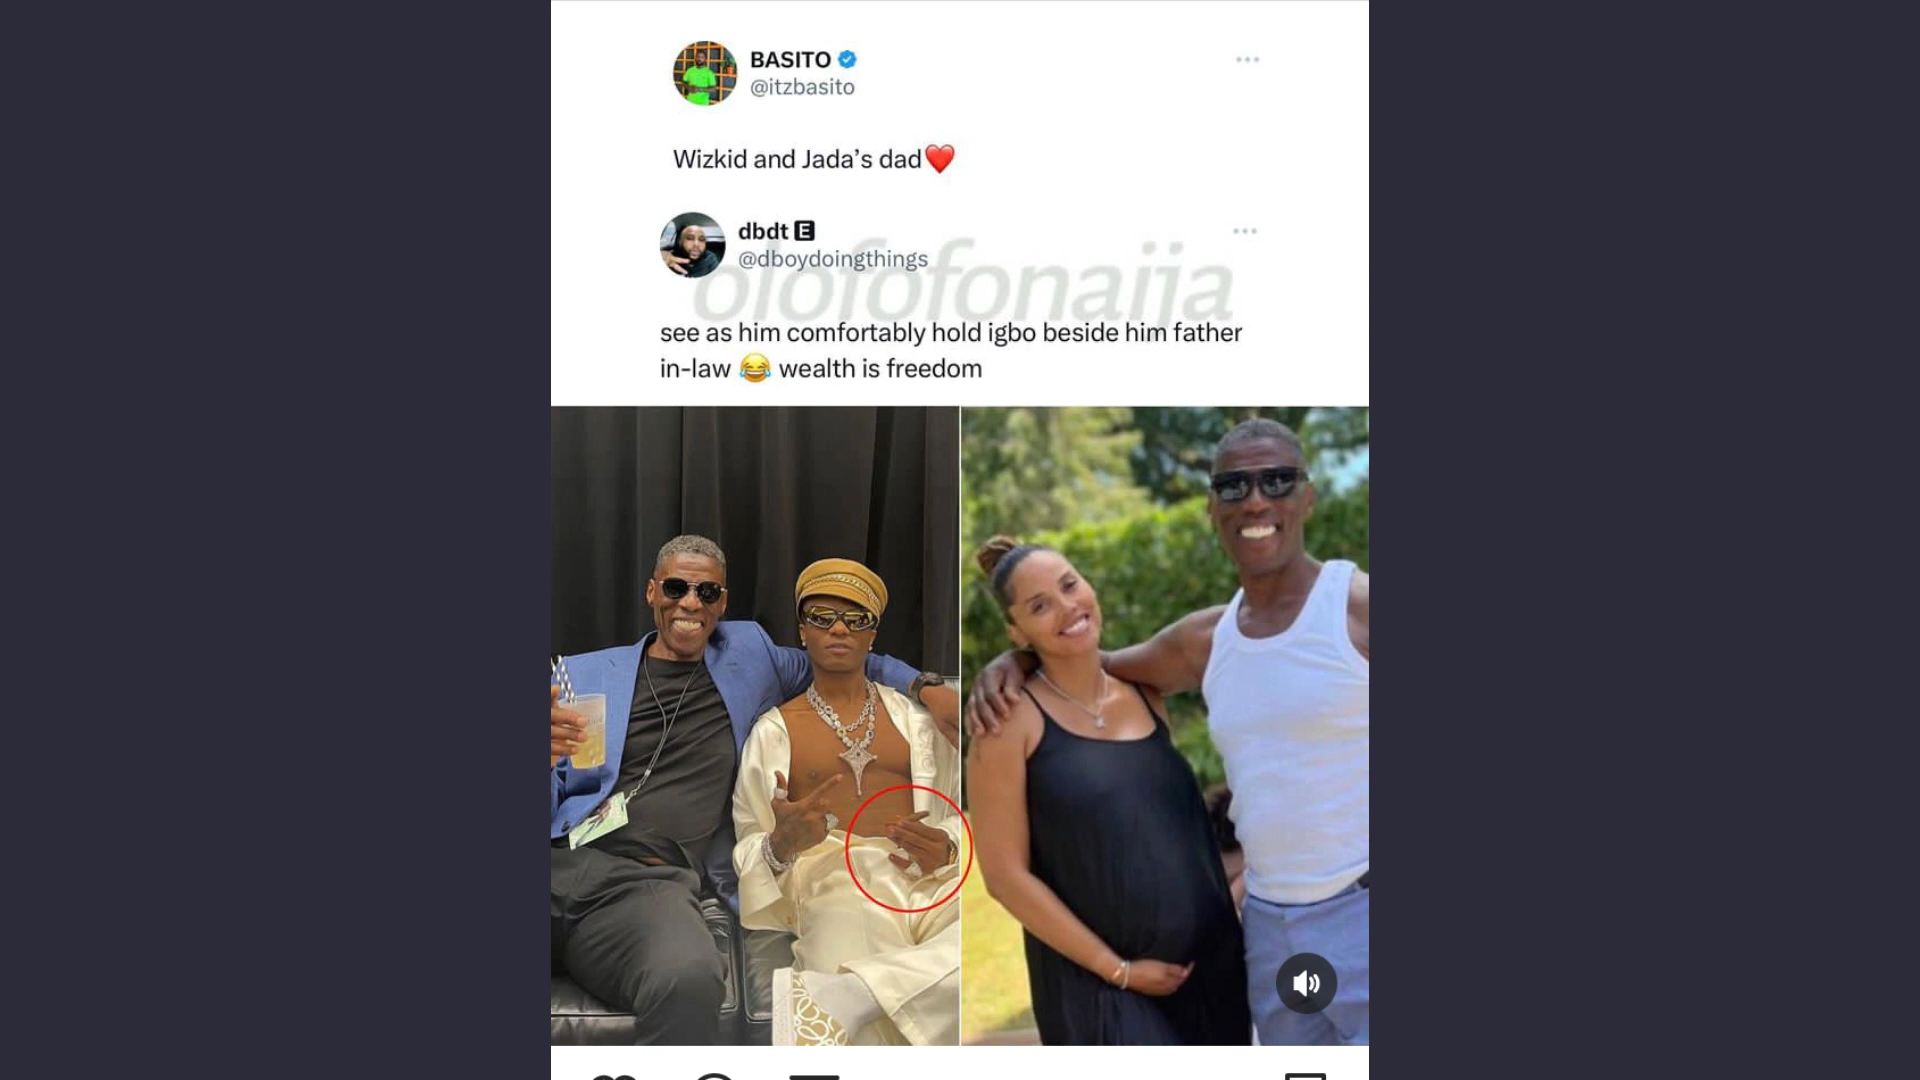 BASITO
@itzbasito
Wizkid and Jada’s dad❤️
dbdt E
@dboydoingthings
olofofonaija
see as him comfortably hold igbo beside him father
in-law 😂 wealth is freedom